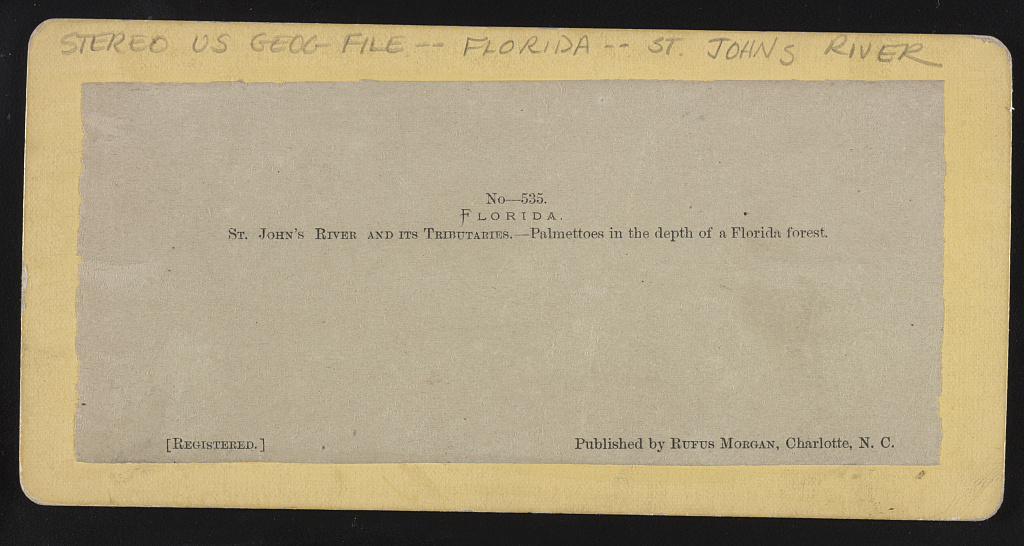 STEREO US GEOG FILE -- FLORIDA -- ST. JOHNS RIVER
No—535.
FLORIDA.
ST. JOHN'S RIVER AND ITS TRIBUTARIES.—Palmettoes in the depth of a Florida forest.
[REGISTERED.]
Published by RUFUS MORGAN, Charlotte, N. C.